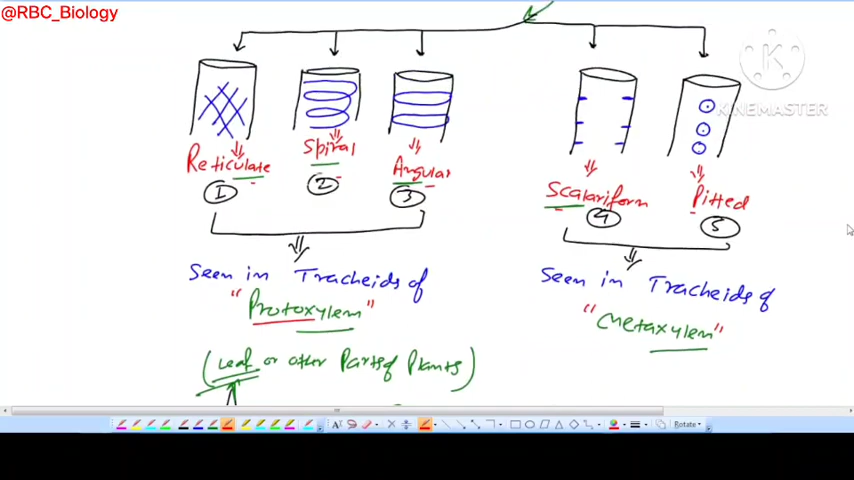 @RBC_Biology
KINEMASTER
Reticulate
Spiral
Angular
Scalariform
Pitted
1
2
3
4
5
Seen in Tracheids of
"Protoxylem"
(Leaf or other Parts of Plants)
Seen in Tracheids of
"Metaxylem"
Rotate